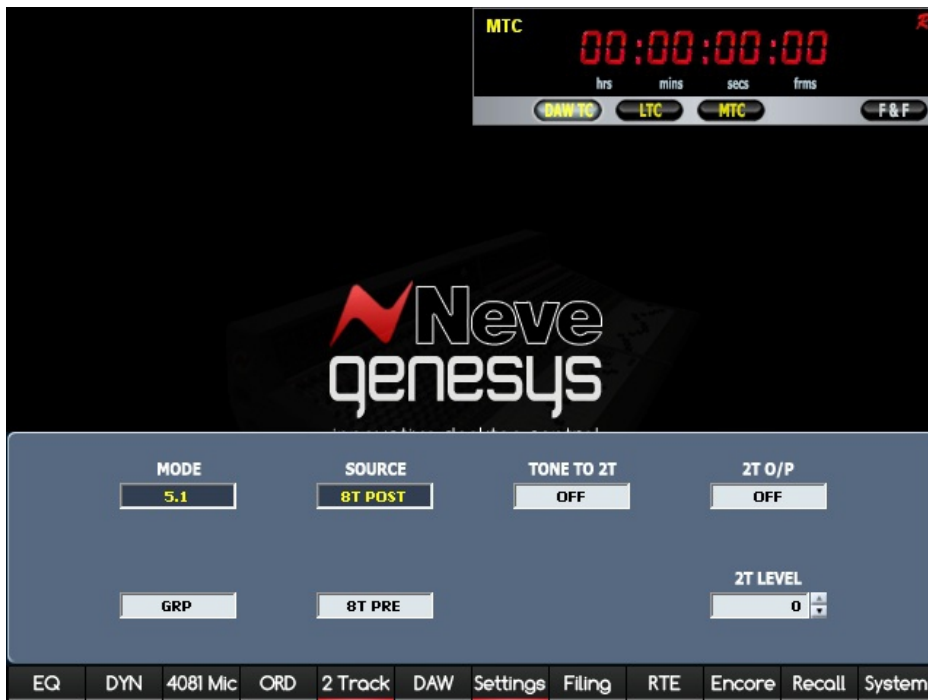 MTC
00:00:00:00
hrs mins secs frms
DAW TC LTC MTC F & F
Neve
genesys
MODE SOURCE TONE TO 2T 2T O/P
5.1 8T POST OFF OFF
2T LEVEL
GRP 8T PRE 0
EQ DYN 4081 Mic ORD 2 Track DAW Settings Filing RTE Encore Recall System